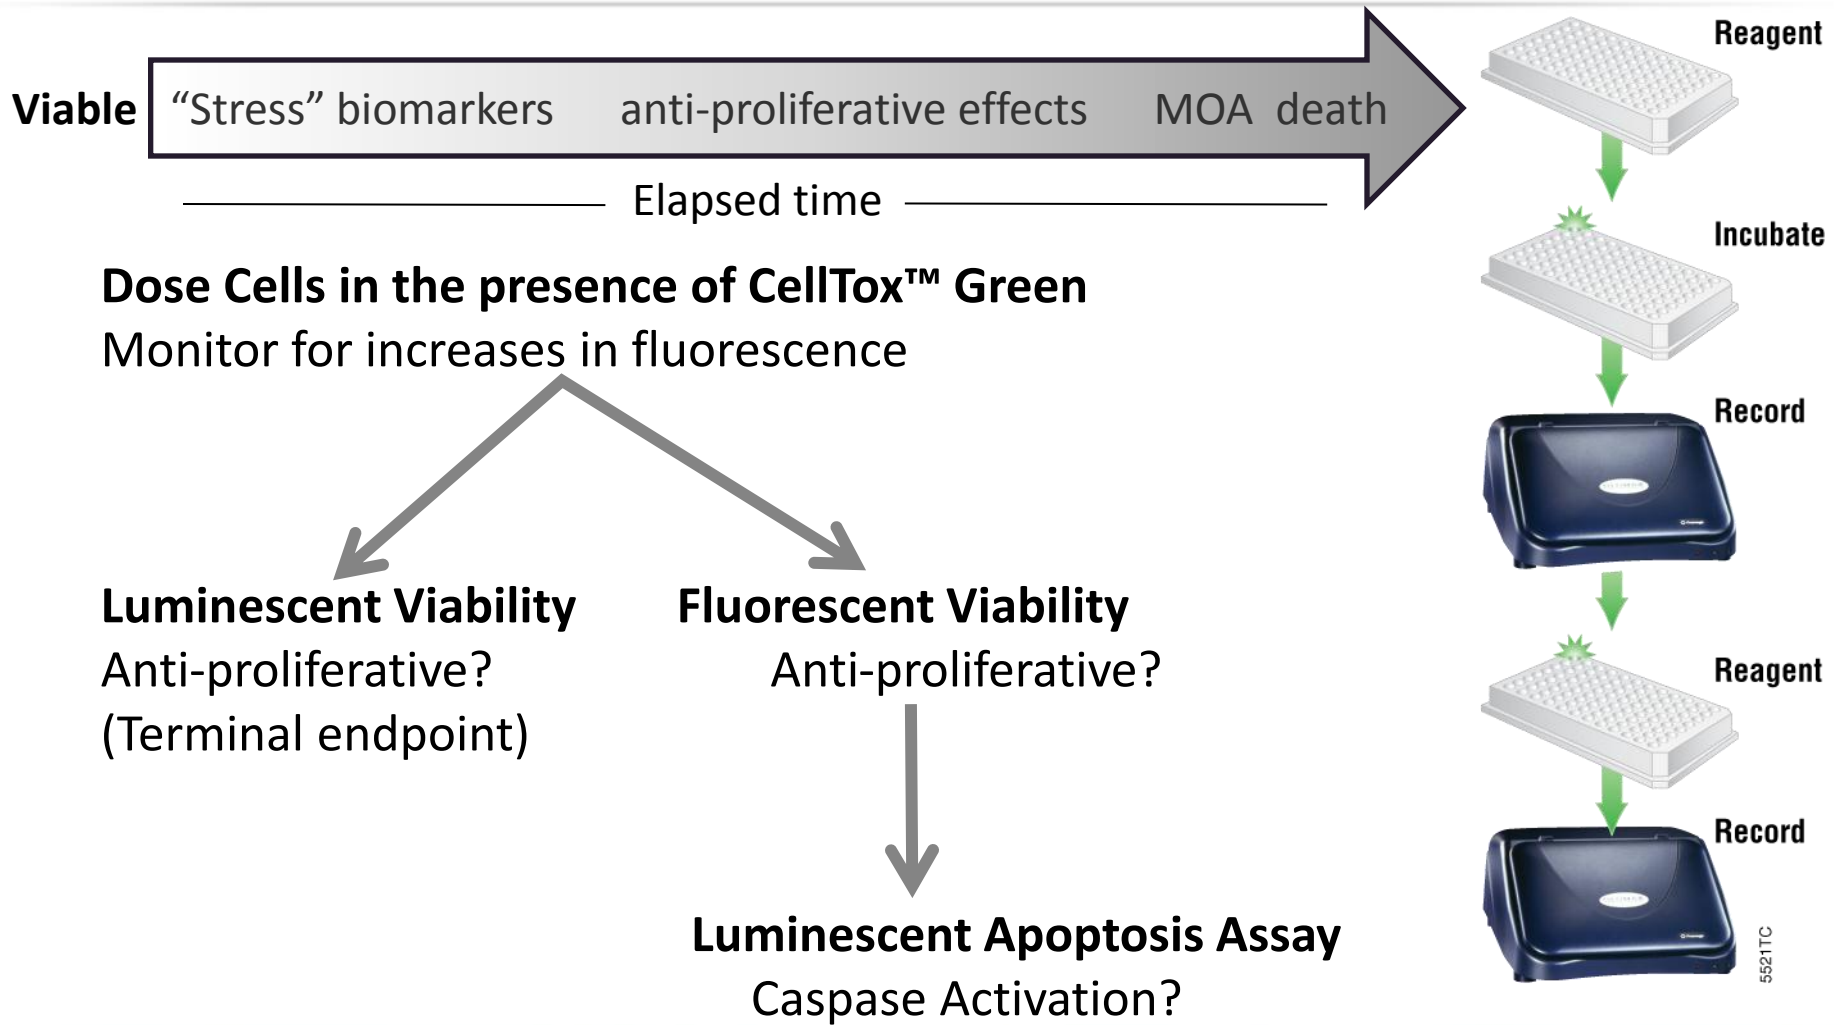 Viable
“Stress” biomarkers anti-proliferative effects MOA death
Elapsed time
Dose Cells in the presence of CellTox™ Green
Monitor for increases in fluorescence
Luminescent Viability
Anti-proliferative?
(Terminal endpoint)
Fluorescent Viability
Anti-proliferative?
Luminescent Apoptosis Assay
Caspase Activation?
Reagent
Incubate
Record
Reagent
Record
5521TC